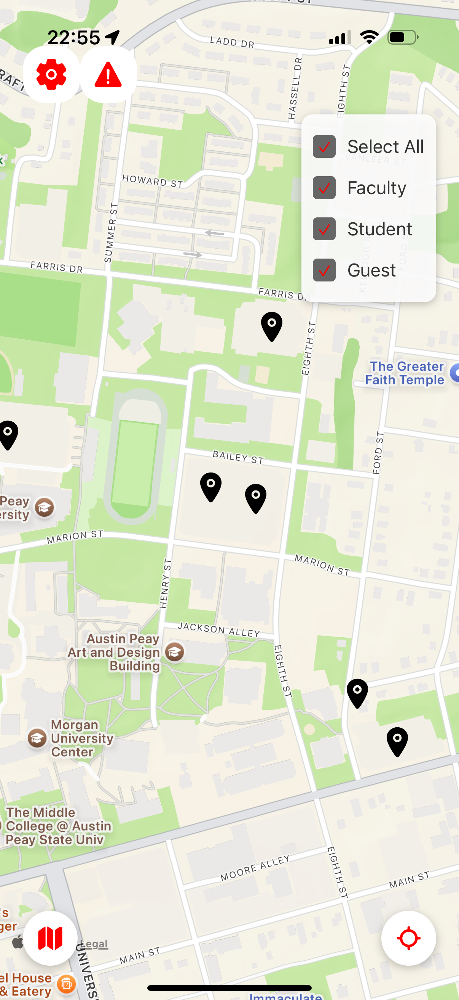 22:55
LADD DR
HASSELL DR
EIGHTH ST
Select All
VANLEER ST
Faculty
HOWARD ST
Student
SUMMER ST
FORD ST
Guest
FARRIS DR
FARRIS DR
EIGHTH ST
The Greater
Faith Temple
FORD ST
BAILEY ST
Peay
MARION ST
MARION ST
HENRY ST
JACKSON ALLEY
Austin Peay
Art and Design
Building
EIGHTH ST
Morgan
University
Center
The Middle
College @ Austin
Peay State Univ
MOORE ALLEY
EIGHTH ST
MAIN ST
's
ger
Legal
MAIN ST
UNIVERS
el House
& Eatery
Immaculate